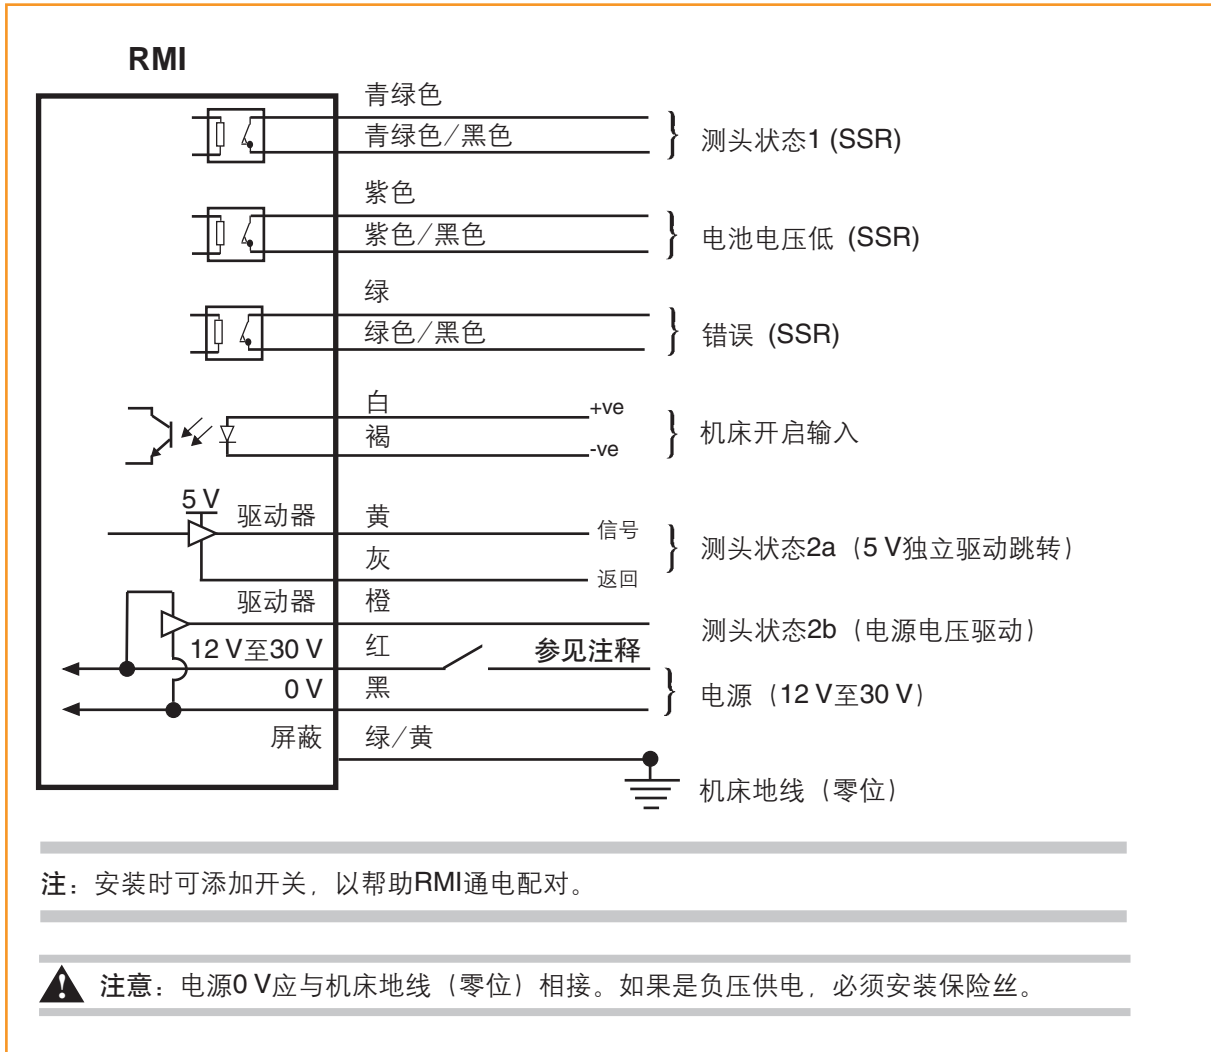 RMI
青绿色
青绿色/黑色
测头状态1 (SSR)
紫色
紫色/黑色
电池电压低 (SSR)
绿
绿色/黑色
错误 (SSR)
白
+ve
褐
-ve
机床开启输入
5 V
驱动器
黄
信号
灰
返回
测头状态2a（5 V独立驱动跳转）
驱动器
橙
测头状态2b（电源电压驱动）
12 V至30 V
红
参见注释
0 V
黑
电源（12 V至30 V）
屏蔽
绿/黄
机床地线（零位）
注：安装时可添加开关，以帮助RMI通电配对。
注意：电源0 V应与机床地线（零位）相接。如果是负压供电，必须安装保险丝。